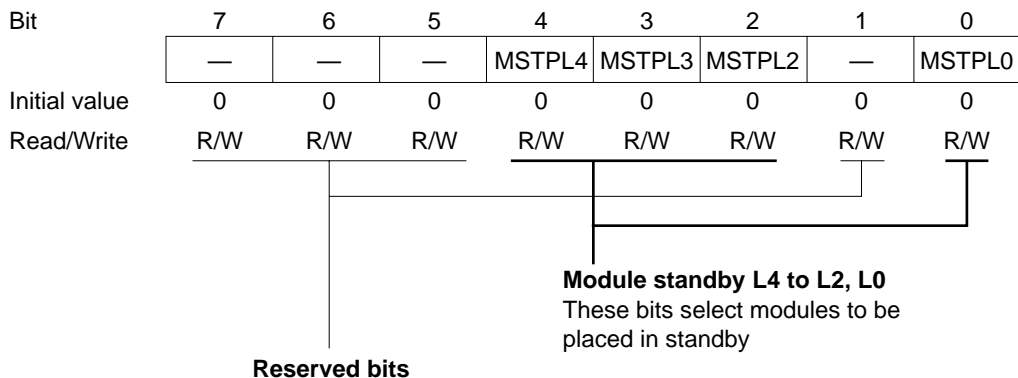 Bit 7 6 5 4 3 2 1 0
— — — MSTPL4 MSTPL3 MSTPL2 — MSTPL0
Initial value 0 0 0 0 0 0 0 0
Read/Write R/W R/W R/W R/W R/W R/W R/W R/W
Module standby L4 to L2, L0
These bits select modules to be
placed in standby
Reserved bits